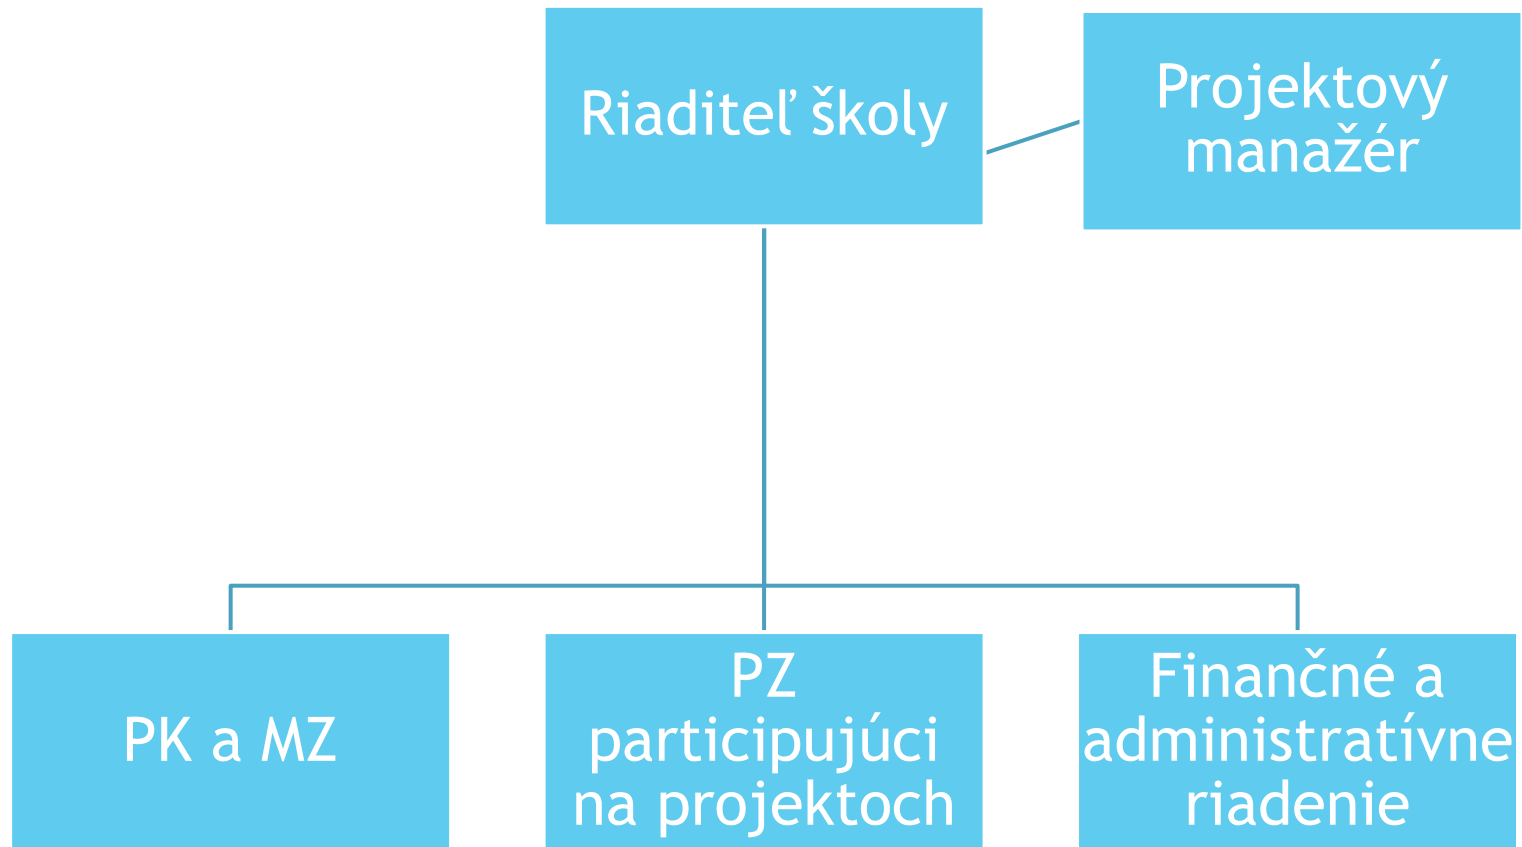 Riaditeľ školy
Projektový
manažér
PK a MZ
PZ
participujúci
na projektoch
Finančné a
administratívne
riadenie